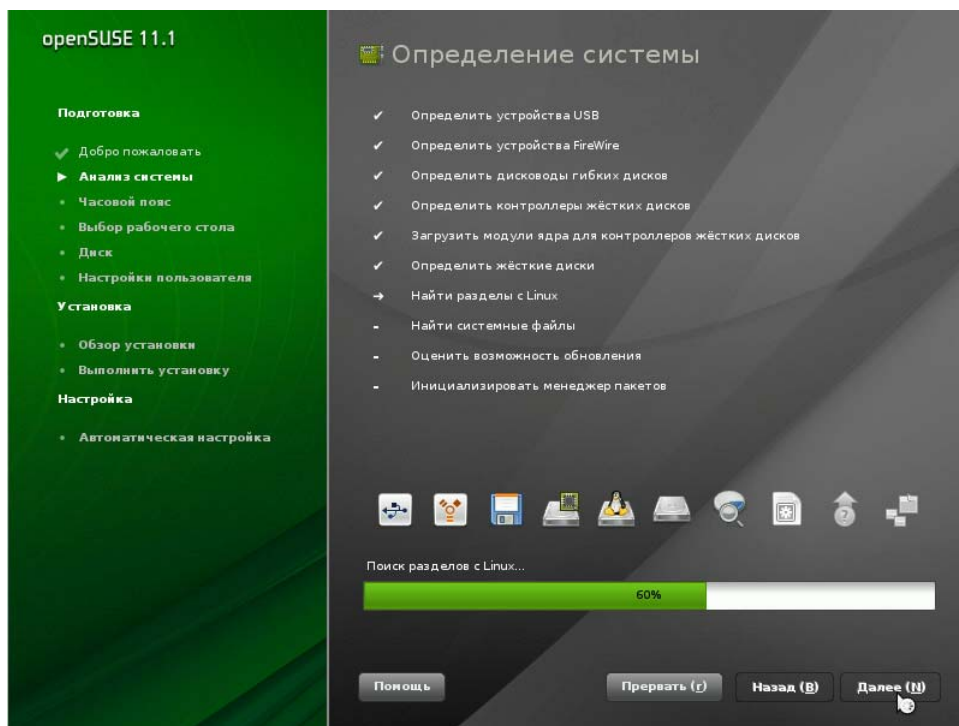 openSUSE 11.1
Подготовка
Добро пожаловать
Анализ системы
Часовой пояс
Выбор рабочего стола
Диск
Настройки пользователя
Установка
Обзор установки
Выполнить установку
Настройка
Автоматическая настройка
Определение системы
Определить устройства USB
Определить устройства FireWire
Определить дисководы гибких дисков
Определить контроллеры жёстких дисков
Загрузить модули ядра для контроллеров жёстких дисков
Определить жёсткие диски
Найти разделы с Linux
Найти системные файлы
Оценить возможность обновления
Инициализировать менеджер пакетов
Поиск разделов с Linux...
60%
Помощь
Прервать (r)
Назад (B)
Далее (N)